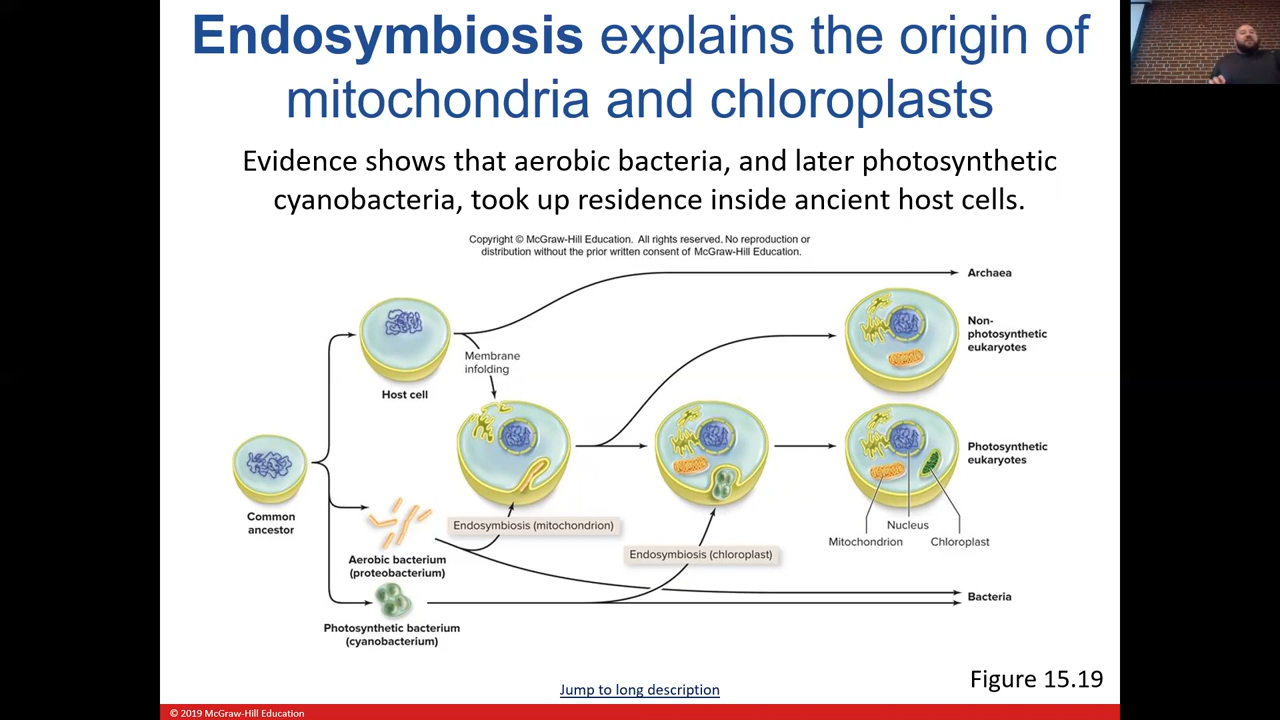 Endosymbiosis explains the origin of
mitochondria and chloroplasts
Evidence shows that aerobic bacteria, and later photosynthetic
cyanobacteria, took up residence inside ancient host cells.
Copyright © McGraw-Hill Education. All rights reserved. No reproduction or
distribution without the prior written consent of McGraw-Hill Education.
Archaea
Non-
photosynthetic
eukaryotes
Membrane
infolding
Host cell
Photosynthetic
eukaryotes
Common
ancestor
Endosymbiosis (mitochondrion)
Nucleus
Mitochondrion
Chloroplast
Endosymbiosis (chloroplast)
Aerobic bacterium
(proteobacterium)
Bacteria
Photosynthetic bacterium
(cyanobacterium)
Figure 15.19
Jump to long description
© 2019 McGraw-Hill Education